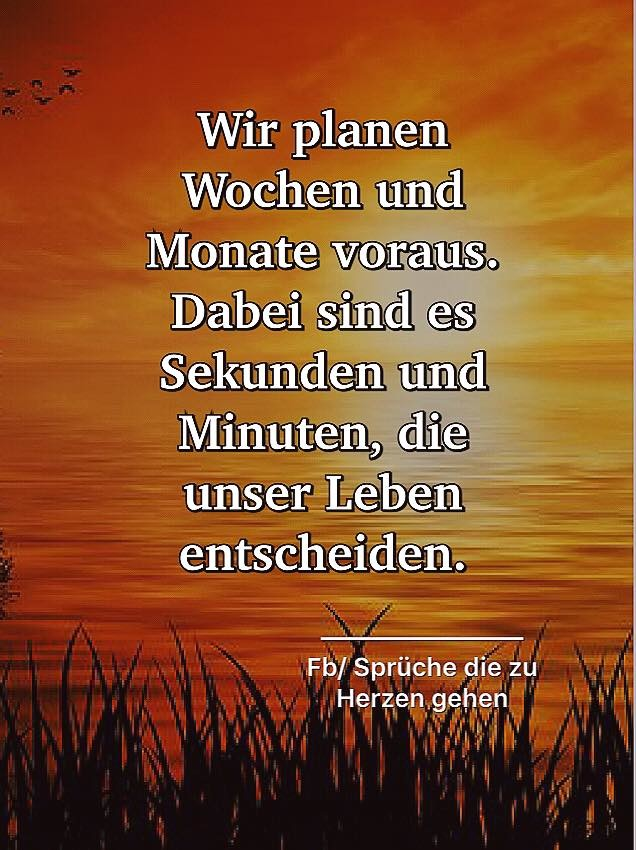 Wir planen
Wochen und
Monate voraus.
Dabei sind es
Sekunden und
Minuten, die
unser Leben
entscheiden.
Fb/ Sprüche die zu
Herzen gehen